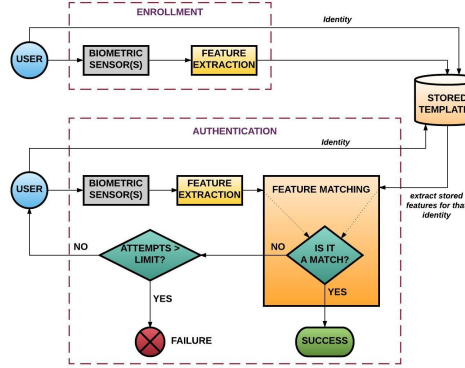 ENROLLMENT
Identity
USER
BIOMETRIC
SENSOR(S)
FEATURE
EXTRACTION
STORED
TEMPLATE
AUTHENTICATION
Identity
USER
BIOMETRIC
SENSOR(S)
FEATURE
EXTRACTION
FEATURE MATCHING
extract stored
features for that
identity
NO
ATTEMPTS >
LIMIT?
NO
IS IT
A MATCH?
YES
YES
FAILURE
SUCCESS